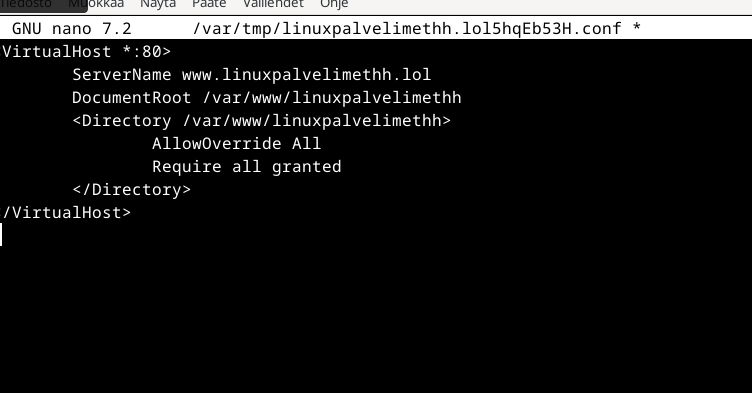 Muokkaa Näytä Pääte Välilehdet Ohje
GNU nano 7.2 /var/tmp/linuxpalvelimethh.lol5hqEb53H.conf *
VirtualHost *:80>
ServerName www.linuxpalvelimethh.lol
DocumentRoot /var/www/linuxpalvelimethh
<Directory /var/www/linuxpalvelimethh>
AllowOverride All
Require all granted
</Directory>
/VirtualHost>